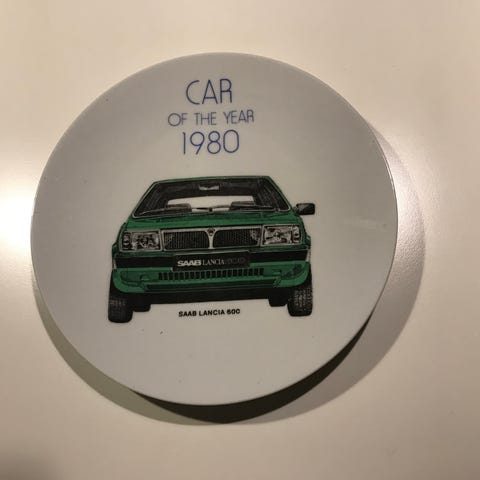 CAR
OF THE YEAR
1980
SAAB LANCIA
SAAB LANCIA 600